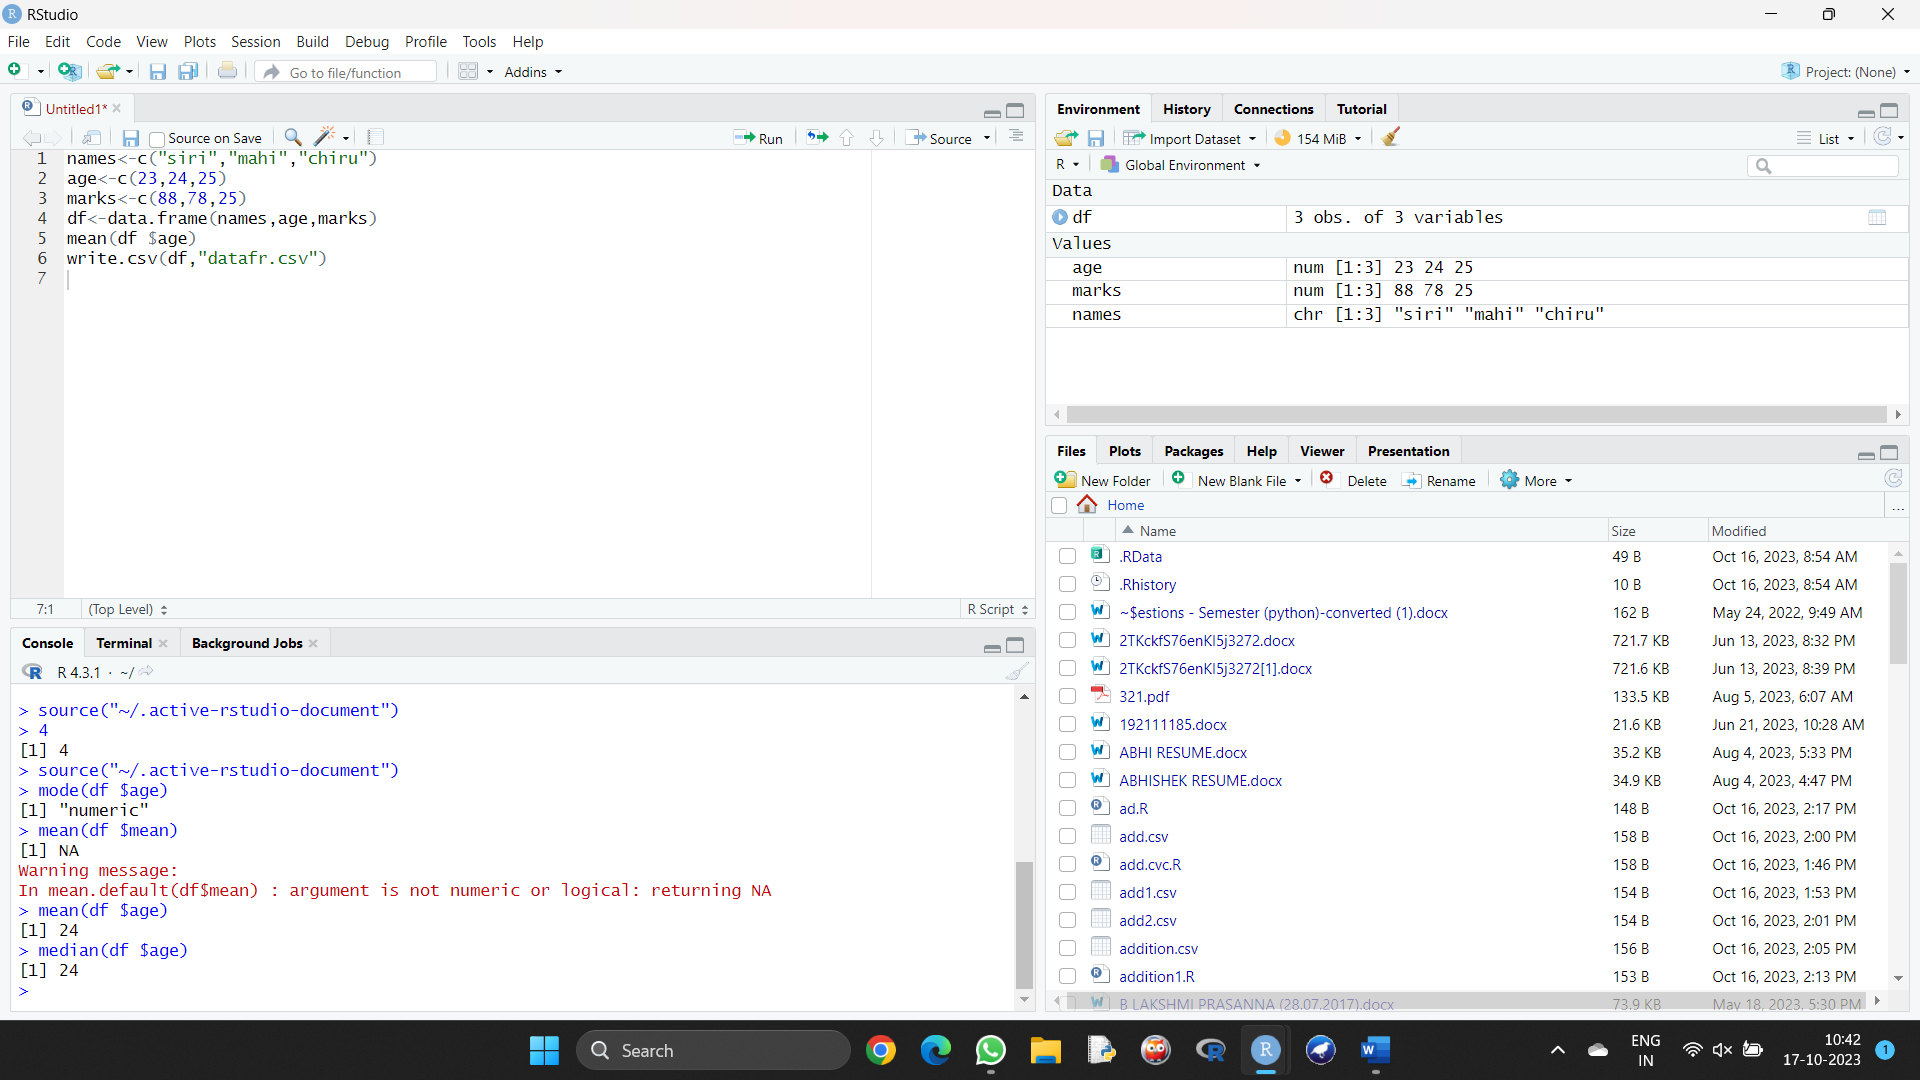 RStudio
File Edit Code View Plots Session Build Debug Profile Tools Help
Go to file/function Addins Project: (None)
Untitled1*
Source on Save Run Source
1 names<-c("siri","mahi","chiru")
2 age<-c(23,24,25)
3 marks<-c(88,78,25)
4 df<-data.frame(names,age,marks)
5 mean(df $age)
6 write.csv(df,"datafr.csv")
7
7:1 (Top Level) R Script
Console Terminal Background Jobs
R 4.3.1 · ~/
> source("~/.active-rstudio-document")
> 4
[1] 4
> source("~/.active-rstudio-document")
> mode(df $age)
[1] "numeric"
> mean(df $mean)
[1] NA
Warning message:
In mean.default(df$mean) : argument is not numeric or logical: returning NA
> mean(df $age)
[1] 24
> median(df $age)
[1] 24
>
Environment History Connections Tutorial
Import Dataset 154 MiB List
R Global Environment
Data
df 3 obs. of 3 variables
Values
age num [1:3] 23 24 25
marks num [1:3] 88 78 25
names chr [1:3] "siri" "mahi" "chiru"
Files Plots Packages Help Viewer Presentation
New Folder New Blank File Delete Rename More
Home ...
Name Size Modified
.RData 49 B Oct 16, 2023, 8:54 AM
.Rhistory 10 B Oct 16, 2023, 8:54 AM
~$estions - Semester (python)-converted (1).docx 162 B May 24, 2022, 9:49 AM
2TKckfS76enKl5j3272.docx 721.7 KB Jun 13, 2023, 8:32 PM
2TKckfS76enKl5j3272[1].docx 721.6 KB Jun 13, 2023, 8:39 PM
321.pdf 133.5 KB Aug 5, 2023, 6:07 AM
192111185.docx 21.6 KB Jun 21, 2023, 10:28 AM
ABHI RESUME.docx 35.2 KB Aug 4, 2023, 5:33 PM
ABHISHEK RESUME.docx 34.9 KB Aug 4, 2023, 4:47 PM
ad.R 148 B Oct 16, 2023, 2:17 PM
add.csv 158 B Oct 16, 2023, 2:00 PM
add.cvc.R 158 B Oct 16, 2023, 1:46 PM
add1.csv 154 B Oct 16, 2023, 1:53 PM
add2.csv 154 B Oct 16, 2023, 2:01 PM
addition.csv 156 B Oct 16, 2023, 2:05 PM
addition1.R 153 B Oct 16, 2023, 2:13 PM
B LAKSHMI PRASANNA (28.07.2017).docx 73.9 KB May 18, 2023, 5:30 PM
Search
ENG
IN
10:42
17-10-2023
1